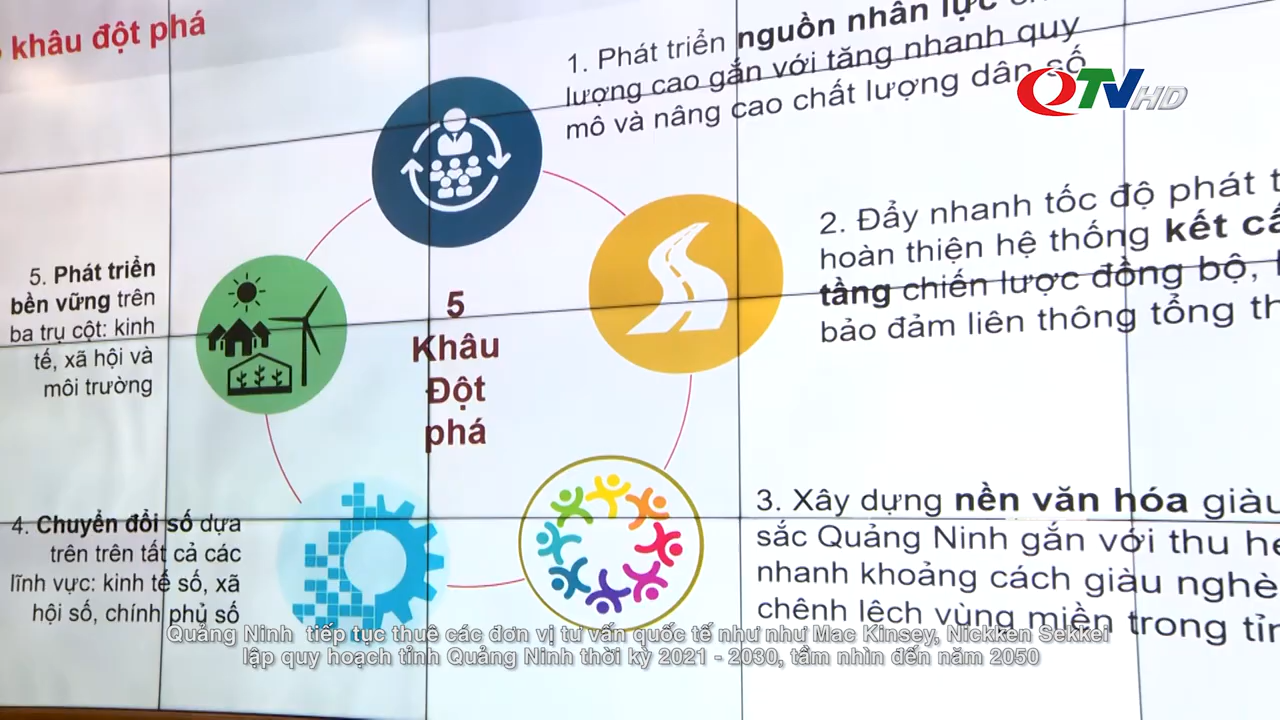 khâu đột phá
1. Phát triển nguồn nhân lực
lượng cao gắn với tăng nhanh quy
mô và nâng cao chất lượng dân số
QTV HD
2. Đẩy nhanh tốc độ phát
hoàn thiện hệ thống kết
tầng chiến lược đồng bộ,
bảo đảm liên thông tổng
5. Phát triển
bền vững trên
ba trụ cột: kinh
tế, xã hội và
môi trường
5
Khâu
Đột
phá
3. Xây dựng nền văn hóa giàu
sắc Quảng Ninh gắn với thu
nhanh khoảng cách giàu
chênh lệch vùng miền trong
4. Chuyển đổi số dựa
trên trên tất cả các
lĩnh vực: kinh tế số, xã
hội số, chính phủ số
Quảng Ninh tiếp tục thuê các đơn vị tư vấn quốc tế như như Mac Kinsey, Nickken Sekkei
lập quy hoạch tỉnh Quảng Ninh thời kỳ 2021 - 2030, tầm nhìn đến năm 2050